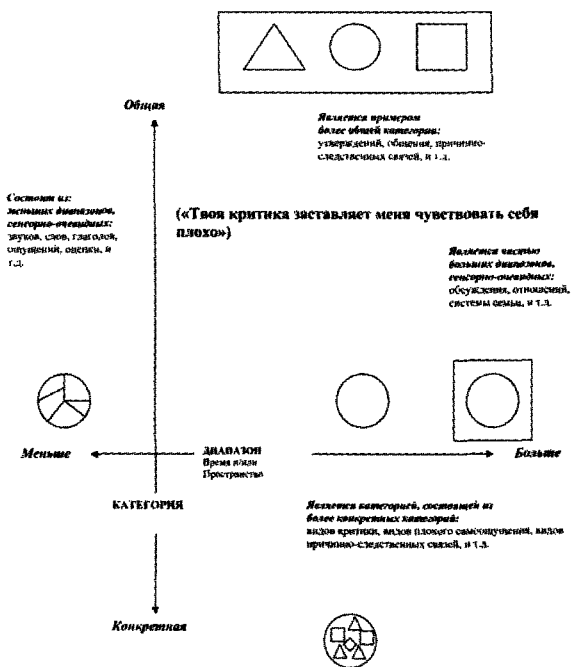 Общая
Является примером
более общей категории:
утверждений, общения, причинно-
следственных связей, и т.д.
Состоит из:
меньших диапазонов,
сенсорно-очевидных:
звуков, слов, глаголов,
ощущений, оценки, и
т.д.
(«Твоя критика заставляет меня чувствовать себя
плохо»)
Является частью
больших диапазонов,
сенсорно-очевидных:
обсуждения, отношений,
системы семьи, и т.д.
Меньше
ДИАПАЗОН
Время и/или
Пространство
Больше
КАТЕГОРИЯ
Является категорией, состоящей из
более конкретных категорий:
видов критики, видов плохого самоощущения, видов
причинно-следственных связей, и т.д.
Конкретная